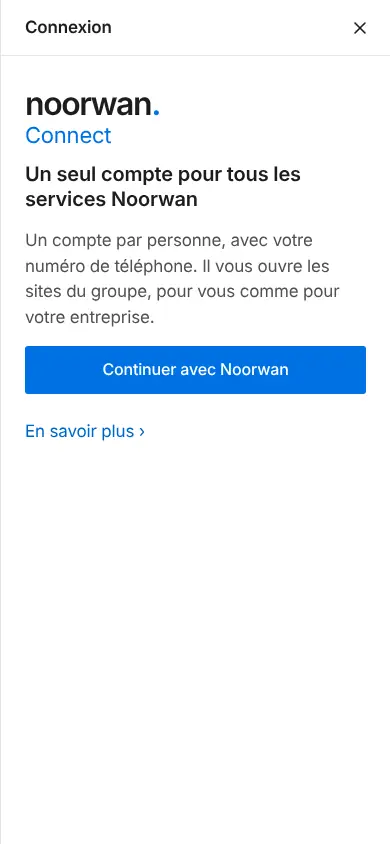 Connexion
noorwan.
Connect
Un seul compte pour tous les
services Noorwan
Un compte par personne, avec votre
numéro de téléphone. Il vous ouvre les
sites du groupe, pour vous comme pour
votre entreprise.
Continuer avec Noorwan
En savoir plus ›